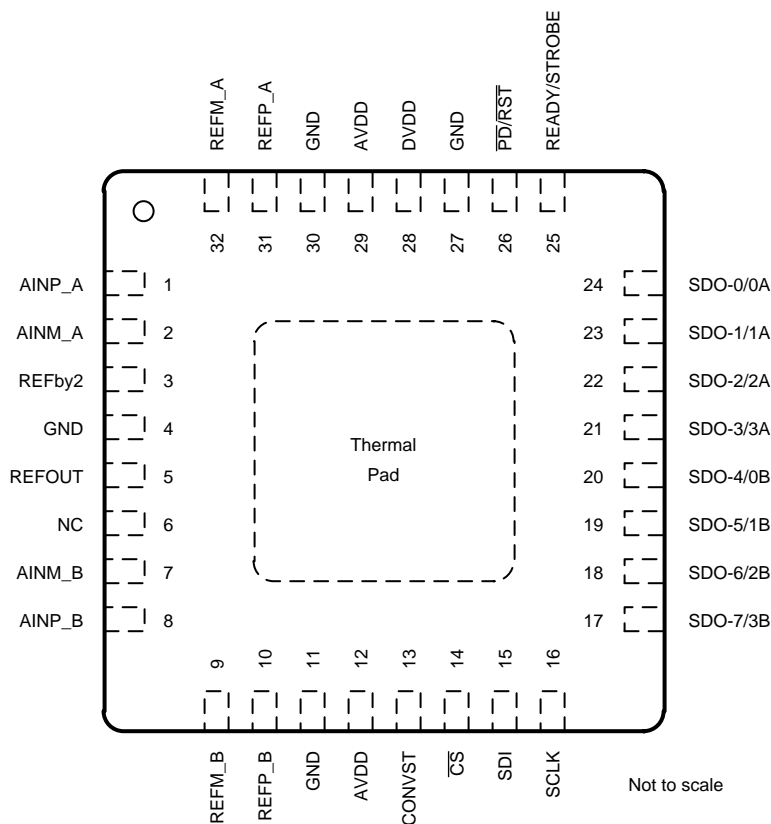 REFM_A
REFP_A
GND
AVDD
DVDD
GND
PD/RST
READY/STROBE
32
31
30
29
28
27
26
25
AINP_A 1
AINM_A 2
REFby2 3
GND 4
REFOUT 5
NC 6
AINM_B 7
AINP_B 8
Thermal
Pad
24 SDO-0/0A
23 SDO-1/1A
22 SDO-2/2A
21 SDO-3/3A
20 SDO-4/0B
19 SDO-5/1B
18 SDO-6/2B
17 SDO-7/3B
9
10
11
12
13
14
15
16
REFM_B
REFP_B
GND
AVDD
CONVST
CS
SDI
SCLK
Not to scale